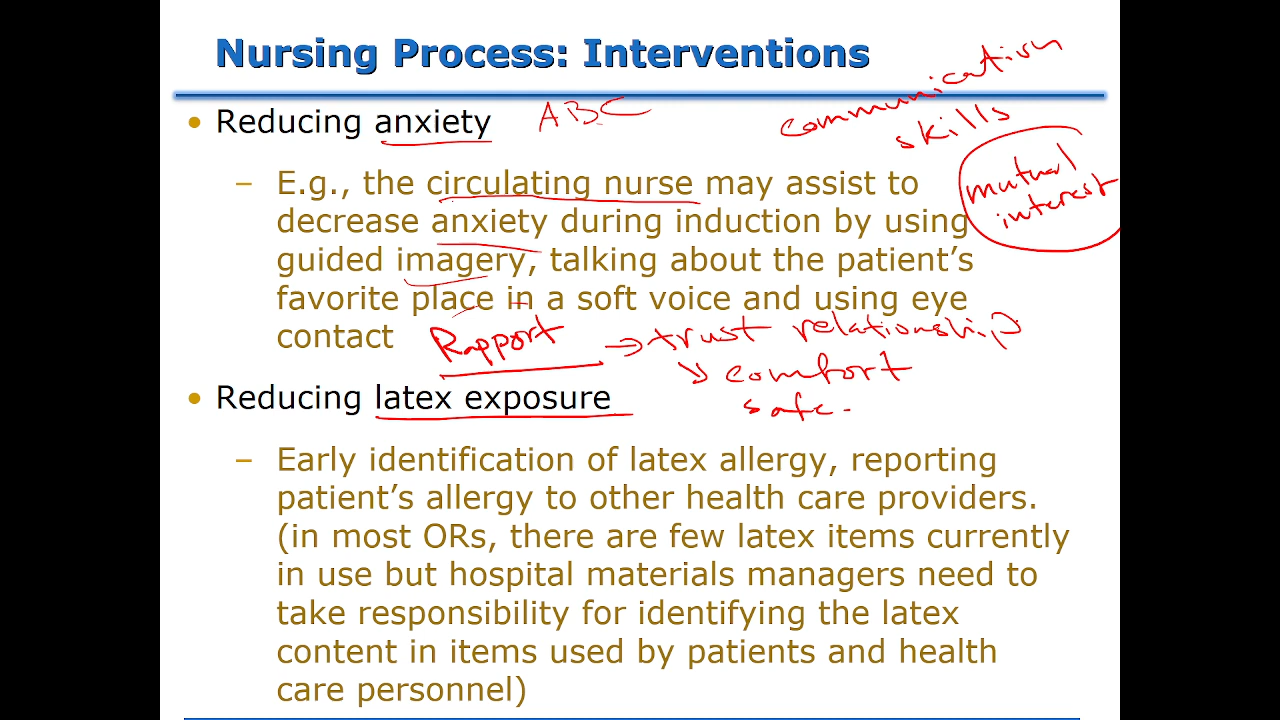 Nursing Process: Interventions
communication
skills
• Reducing anxiety
ABC
mutual
interest
– E.g., the circulating nurse may assist to
decrease anxiety during induction by using
guided imagery, talking about the patient's
favorite place in a soft voice and using eye
contact
Rapport → trust relationship
↘ comfort
safe.
• Reducing latex exposure
– Early identification of latex allergy, reporting
patient's allergy to other health care providers.
(in most ORs, there are few latex items currently
in use but hospital materials managers need to
take responsibility for identifying the latex
content in items used by patients and health
care personnel)